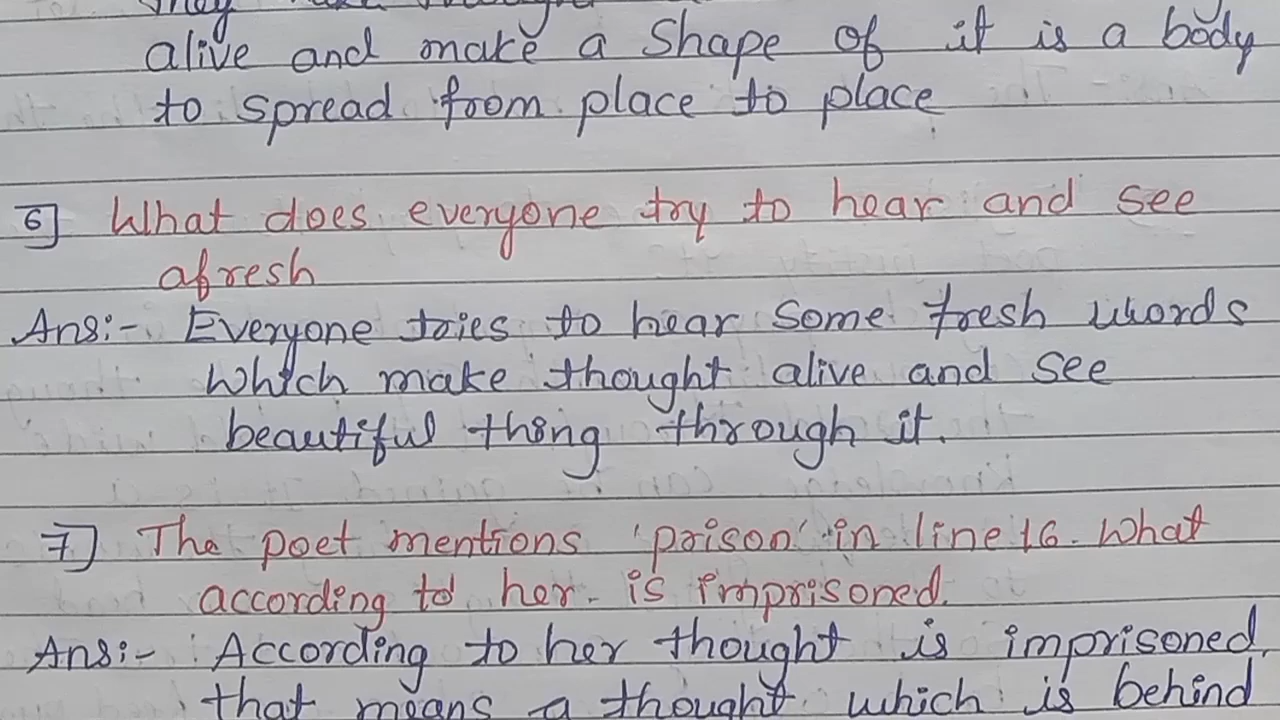 They make thought
alive and make a Shape of it is a body
to spread from place to place
6] What does everyone try to hear and see
afresh
Ans:- Everyone tries to hear some fresh words
which make thought alive and see
beautiful thing through it.
7] The poet mentions 'prison' in line 16. What
according to her. is imprisoned.
Ans:- According to her thought is imprisoned,
that means a thought which is behind